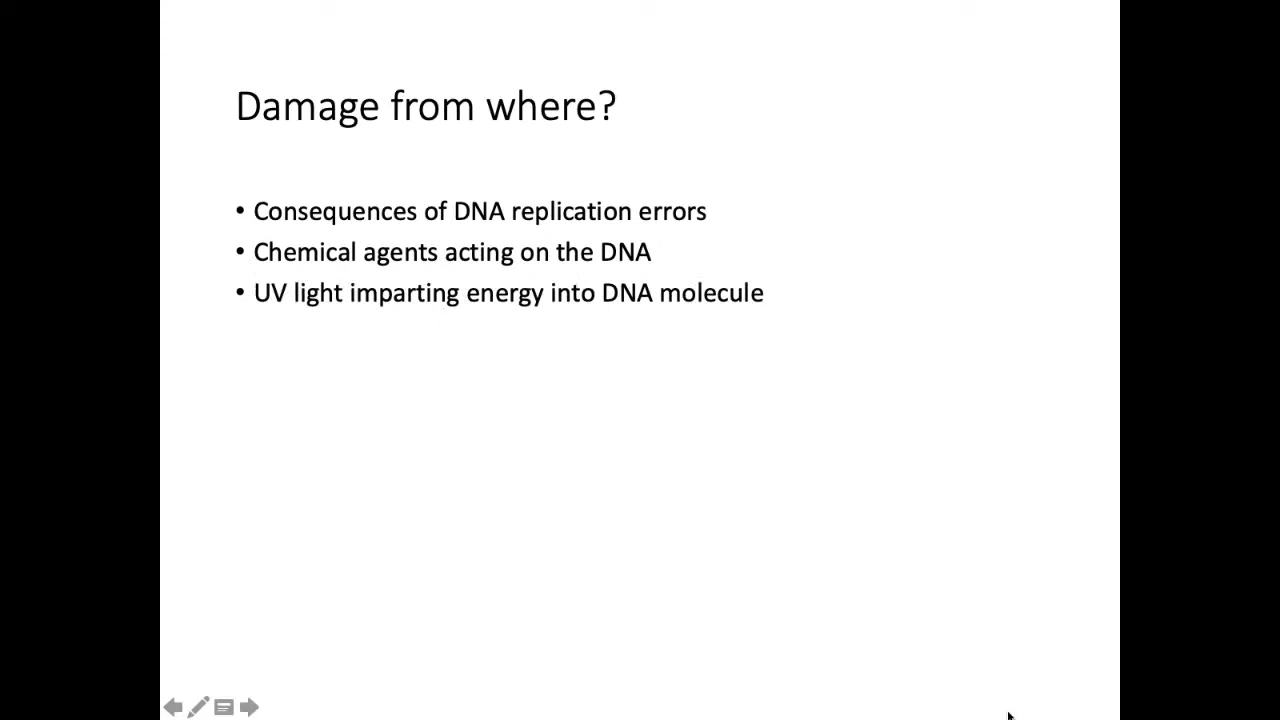 Damage from where?
• Consequences of DNA replication errors
• Chemical agents acting on the DNA
• UV light imparting energy into DNA molecule